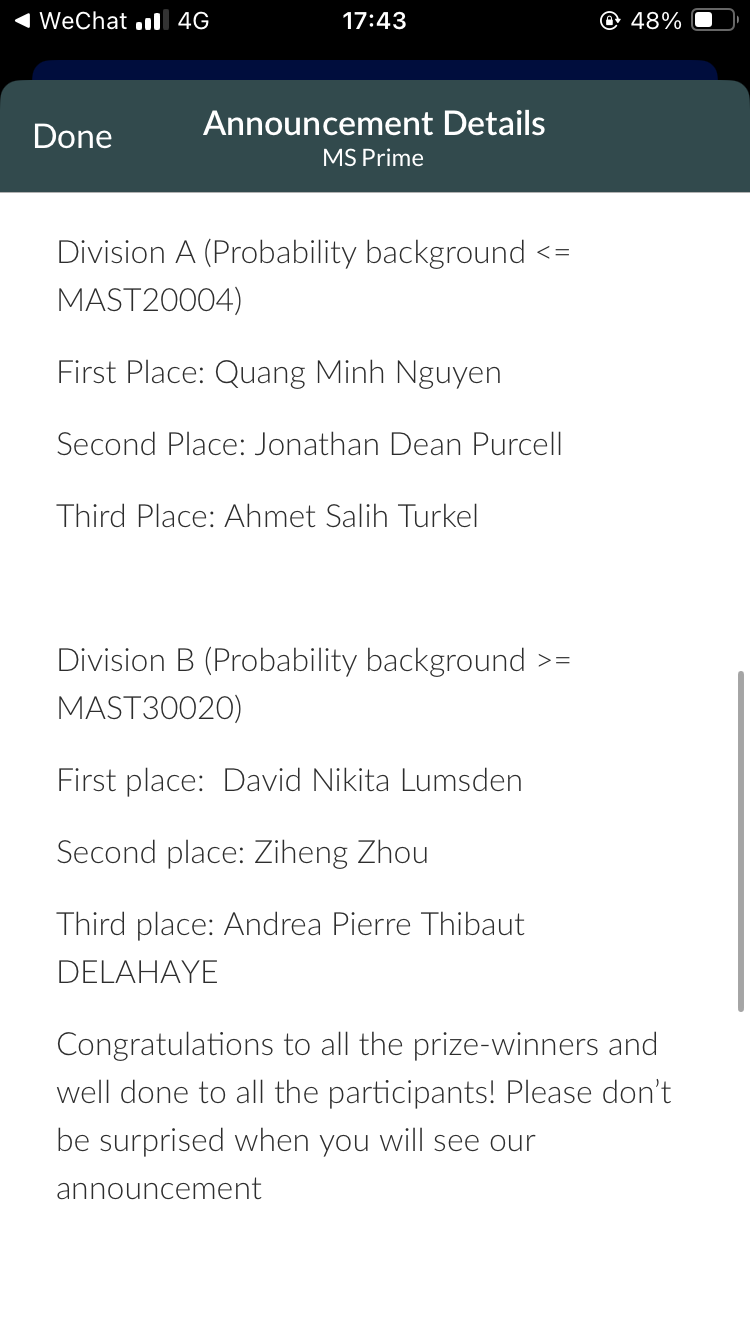 WeChat 4G 17:43 48%
Done Announcement Details
MS Prime
Division A (Probability background <=
MAST20004)
First Place: Quang Minh Nguyen
Second Place: Jonathan Dean Purcell
Third Place: Ahmet Salih Turkel
Division B (Probability background >=
MAST30020)
First place:  David Nikita Lumsden
Second place: Ziheng Zhou
Third place: Andrea Pierre Thibaut
DELAHAYE
Congratulations to all the prize-winners and
well done to all the participants! Please don’t
be surprised when you will see our
announcement